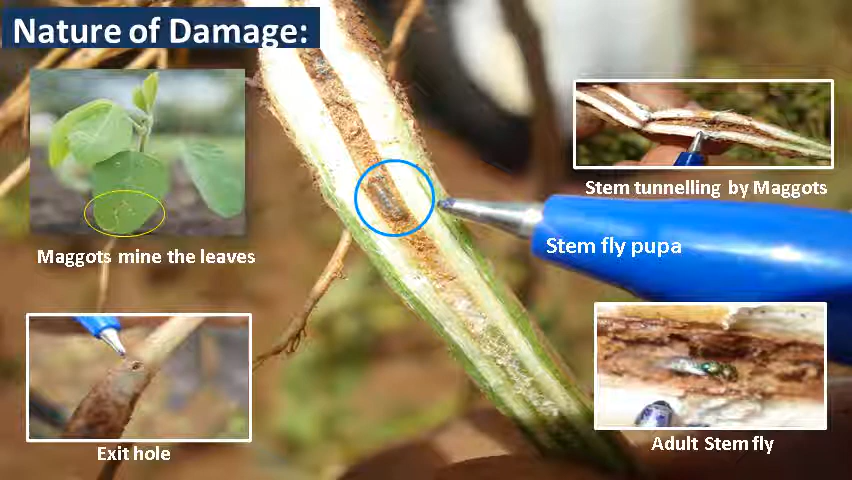 Nature of Damage:
Stem tunnelling by Maggots
Stem fly pupa
Maggots mine the leaves
Adult Stem fly
Exit hole